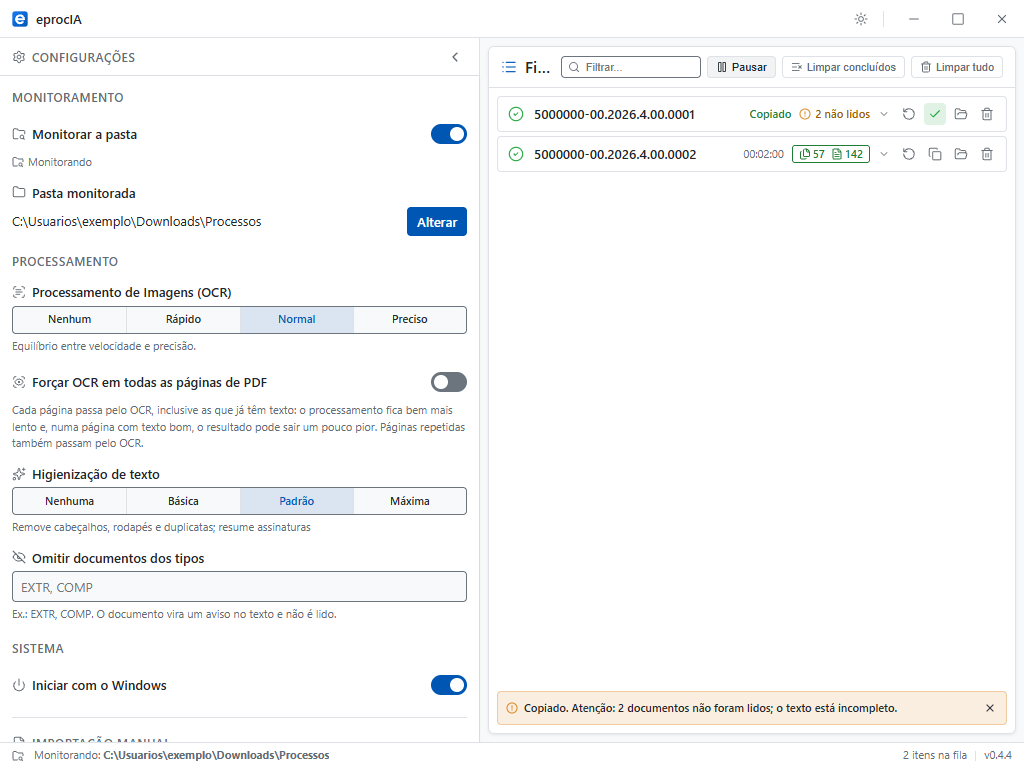 eprocIA
CONFIGURAÇÕES
MONITORAMENTO
Monitorar a pasta
Monitorando
Pasta monitorada
C:\Usuarios\exemplo\Downloads\Processos
Alterar
PROCESSAMENTO
Processamento de Imagens (OCR)
Nenhum Rápido Normal Preciso
Equilíbrio entre velocidade e precisão.
Forçar OCR em todas as páginas de PDF
Cada página passa pelo OCR, inclusive as que já têm texto: o processamento fica bem mais
lento e, numa página com texto bom, o resultado pode sair um pouco pior. Páginas repetidas
também passam pelo OCR.
Higienização de texto
Nenhuma Básica Padrão Máxima
Remove cabeçalhos, rodapés e duplicatas; resume assinaturas
Omitir documentos dos tipos
EXTR, COMP
Ex.: EXTR, COMP. O documento vira um aviso no texto e não é lido.
SISTEMA
Iniciar com o Windows
IMPORTAÇÃO MANUAL
Fi... Filtrar... Pausar Limpar concluídos Limpar tudo
5000000-00.2026.4.00.0001 Copiado 2 não lidos
5000000-00.2026.4.00.0002 00:02:00 57 142
Copiado. Atenção: 2 documentos não foram lidos; o texto está incompleto.
Monitorando: C:\Usuarios\exemplo\Downloads\Processos
2 itens na fila v0.4.4